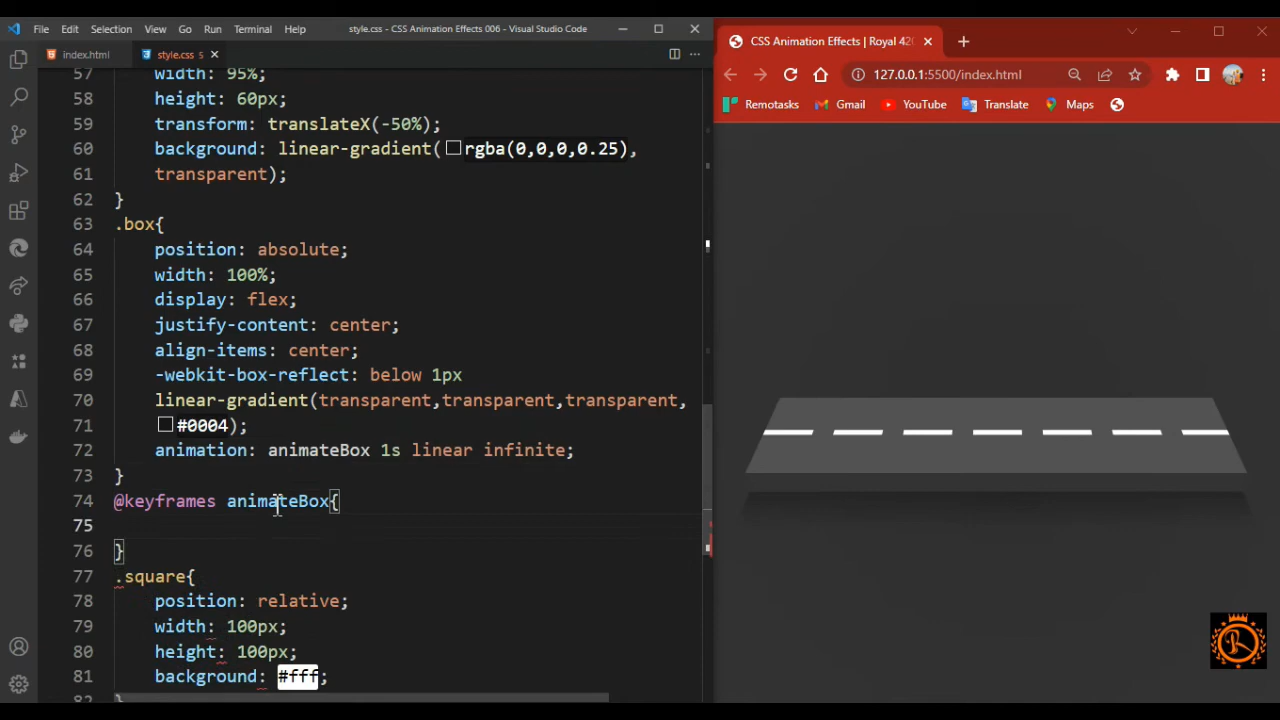 File Edit Selection View Go Run Terminal Help style.css - CSS Animation Effects 006 - Visual Studio Code
index.html style.css 5
57 width: 95%;
58 height: 60px;
59 transform: translateX(-50%);
60 background: linear-gradient(rgba(0,0,0,0.25),
61 transparent);
62 }
63 .box{
64 position: absolute;
65 width: 100%;
66 display: flex;
67 justify-content: center;
68 align-items: center;
69 -webkit-box-reflect: below 1px
70 linear-gradient(transparent,transparent,transparent,
71 #0004);
72 animation: animateBox 1s linear infinite;
73 }
74 @keyframes animateBox{
75
76 }
77 .square{
78 position: relative;
79 width: 100px;
80 height: 100px;
81 background: #fff;
82 }
CSS Animation Effects | Royal 420
127.0.0.1:5500/index.html
Remotasks Gmail YouTube Translate Maps